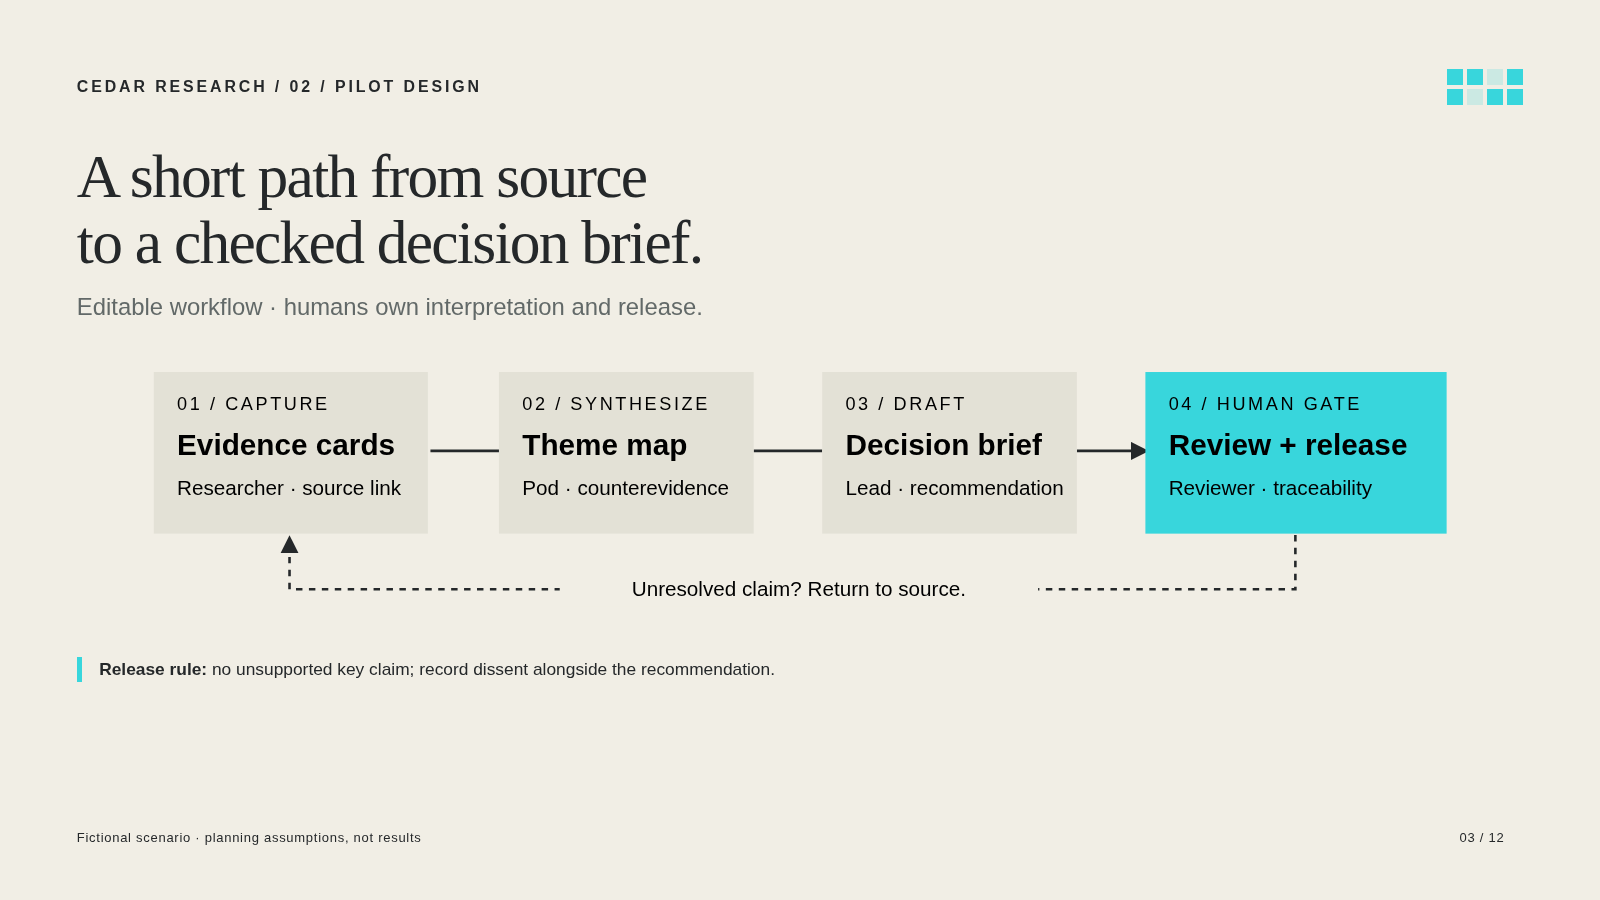 CEDAR RESEARCH / 02 / PILOT DESIGN
A short path from source
to a checked decision brief.
Editable workflow · humans own interpretation and release.
01 / CAPTURE
Evidence cards
Researcher · source link
02 / SYNTHESIZE
Theme map
Pod · counterevidence
03 / DRAFT
Decision brief
Lead · recommendation
04 / HUMAN GATE
Review + release
Reviewer · traceability
Unresolved claim? Return to source.
Release rule: no unsupported key claim; record dissent alongside the recommendation.
Fictional scenario · planning assumptions, not results
03 / 12